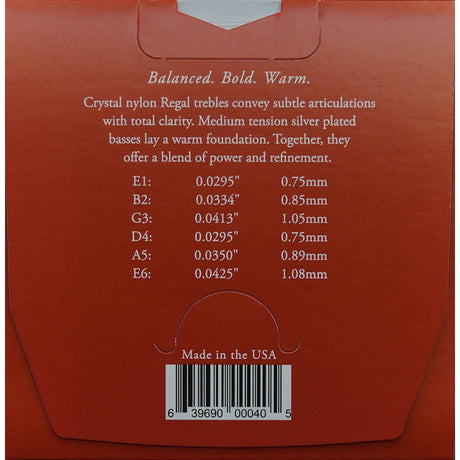 Balanced. Bold. Warm.
Crystal nylon Regal trebles convey subtle articulations
with total clarity. Medium tension silver plated
basses lay a warm foundation. Together, they
offer a blend of power and refinement.
E1: 0.0295" 0.75mm
B2: 0.0334" 0.85mm
G3: 0.0413" 1.05mm
D4: 0.0295" 0.75mm
A5: 0.0350" 0.89mm
E6: 0.0425" 1.08mm
Made in the USA
6 39690 00040 5